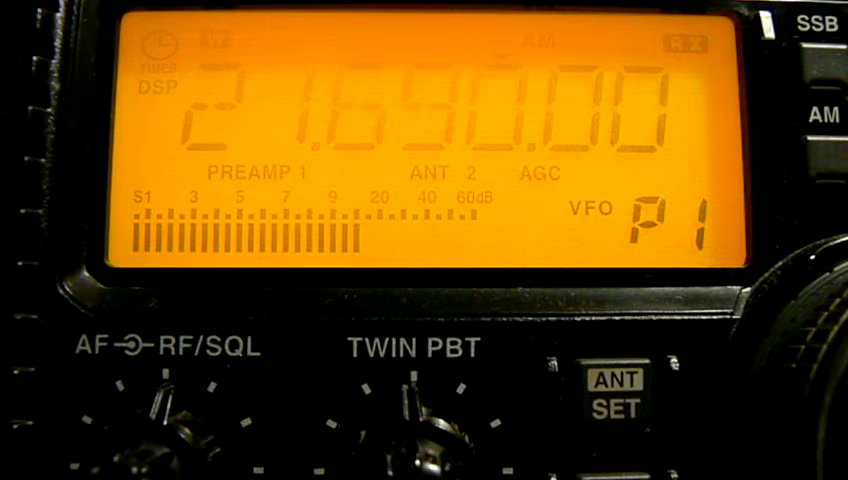 W AM RX
TIMER
DSP
21.690.00
PREAMP 1 ANT 2 AGC
S1 3 5 7 9 20 40 60dB
VFO P1
SSB
AM
AF RF/SQL
TWIN PBT
ANT
SET